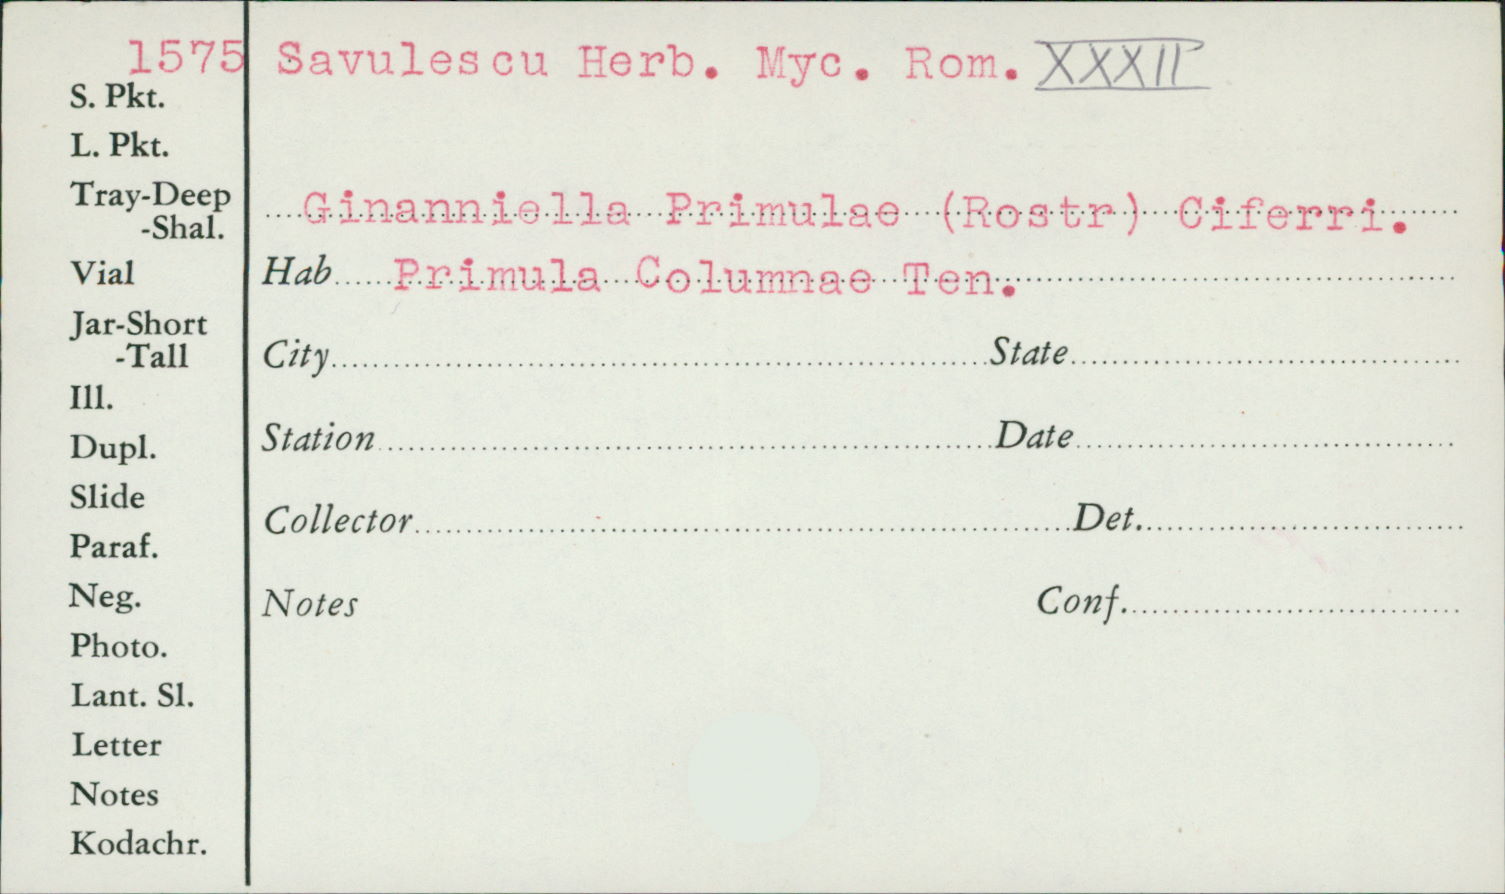 1575 Savulescu Herb. Myc. Rom. XXXII
S. Pkt.
L. Pkt.
Tray-Deep
-Shal.
Ginanniella Primulae (Rostr) Ciferri.
Vial
Hab Primula Columnae Ten.
Jar-Short
-Tall
City State
Ill.
Dupl.
Station Date
Slide
Collector Det.
Paraf.
Neg.
Notes Conf.
Photo.
Lant. Sl.
Letter
Notes
Kodachr.